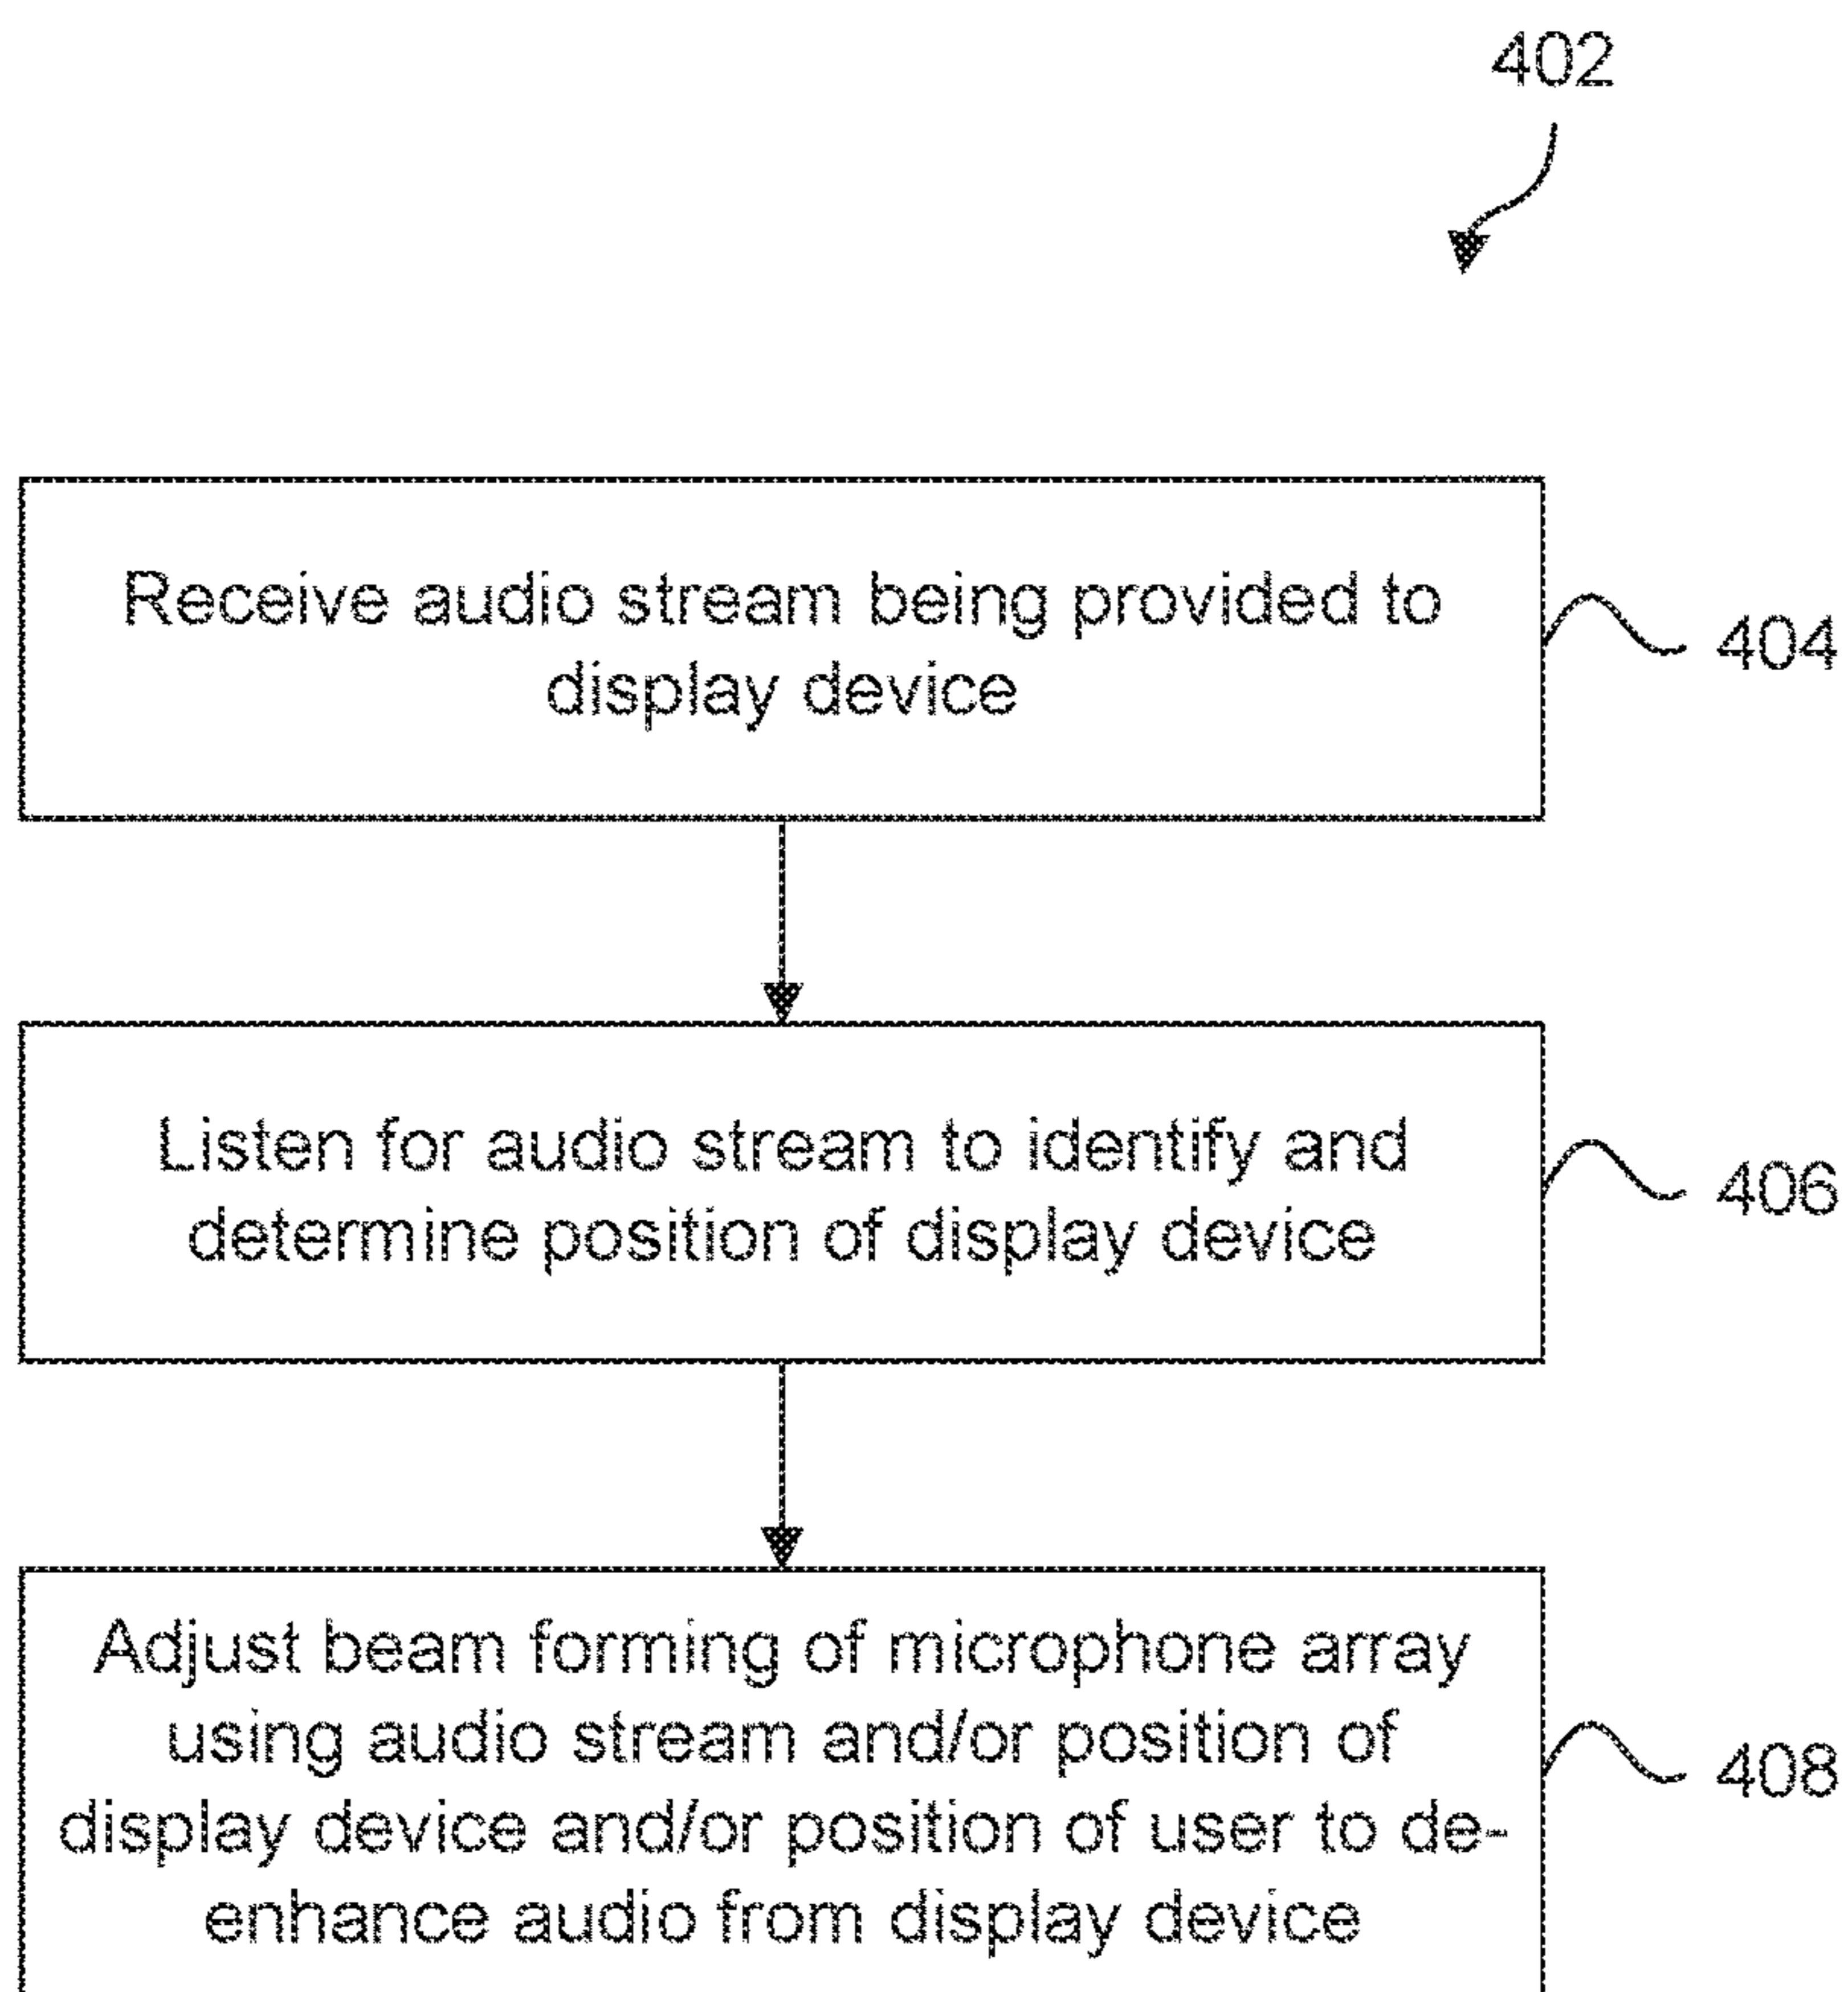 402
Receive audio stream being provided to
display device
404
Listen for audio stream to identify and
determine position of display device
406
Adjust beam forming of microphone array
using audio stream and/or position of
display device and/or position of user to de-
enhance audio from display device
408